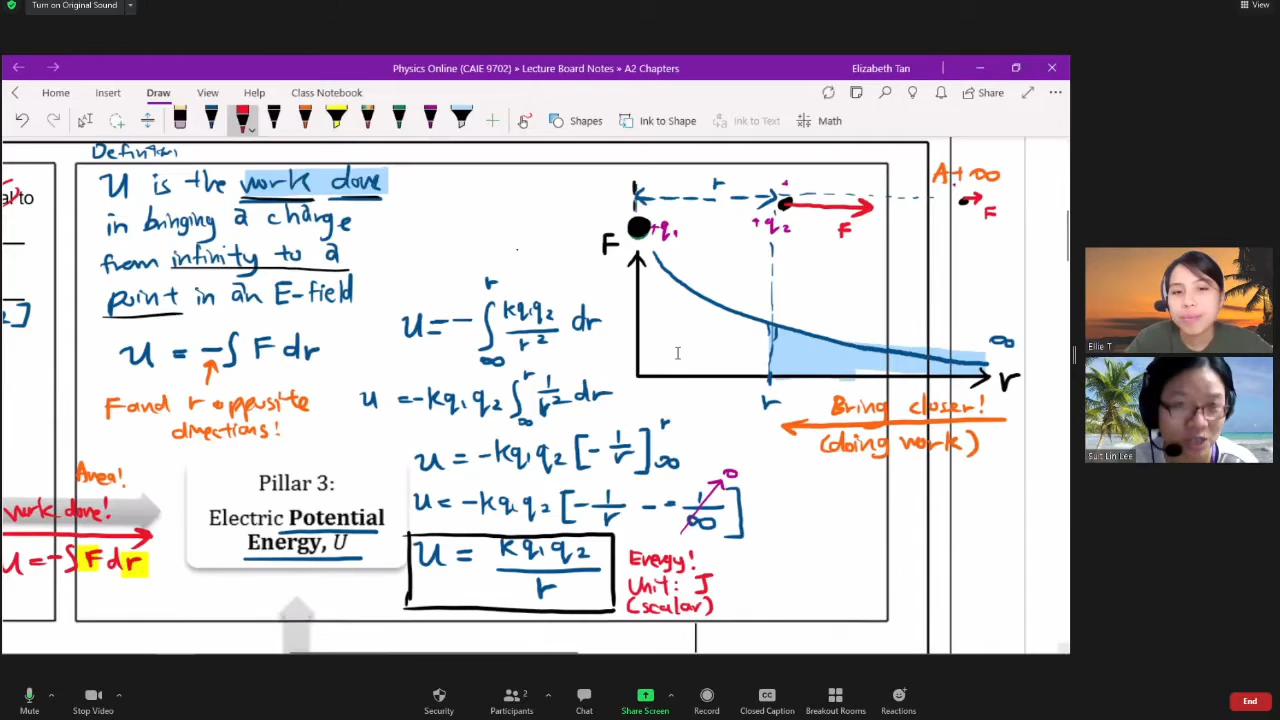 Turn on Original Sound
View
Physics Online (CAIE 9702) » Lecture Board Notes » A2 Chapters
Elizabeth Tan
Home Insert Draw View Help Class Notebook
Share
Shapes Ink to Shape Ink to Text Math
U is the work done
in bringing a charge
from infinity to a
point in an E-field
U = -∫ F dr
F and r opposite
directions!
al to
Area!
work done!
U = -∫ F dr
Pillar 3:
Electric Potential
Energy, U
U = -∫∞^r kq₁q₂/r² dr
U = -kq₁q₂ ∫∞^r 1/r² dr
U = -kq₁q₂ [-1/r]∞^r
U = -kq₁q₂ [-1/r - -1/∞] 0
U = kq₁q₂/r
Energy!
Unit: J
(scalar)
r
+q₁
+q₂
F
At ∞
F
F
∞
r
r
Bring closer!
(doing work)
Ellie T
Suit Lin Lee
Mute
Stop Video
Security
Participants 2
Chat
Share Screen
Record
Closed Caption
Breakout Rooms
Reactions
End